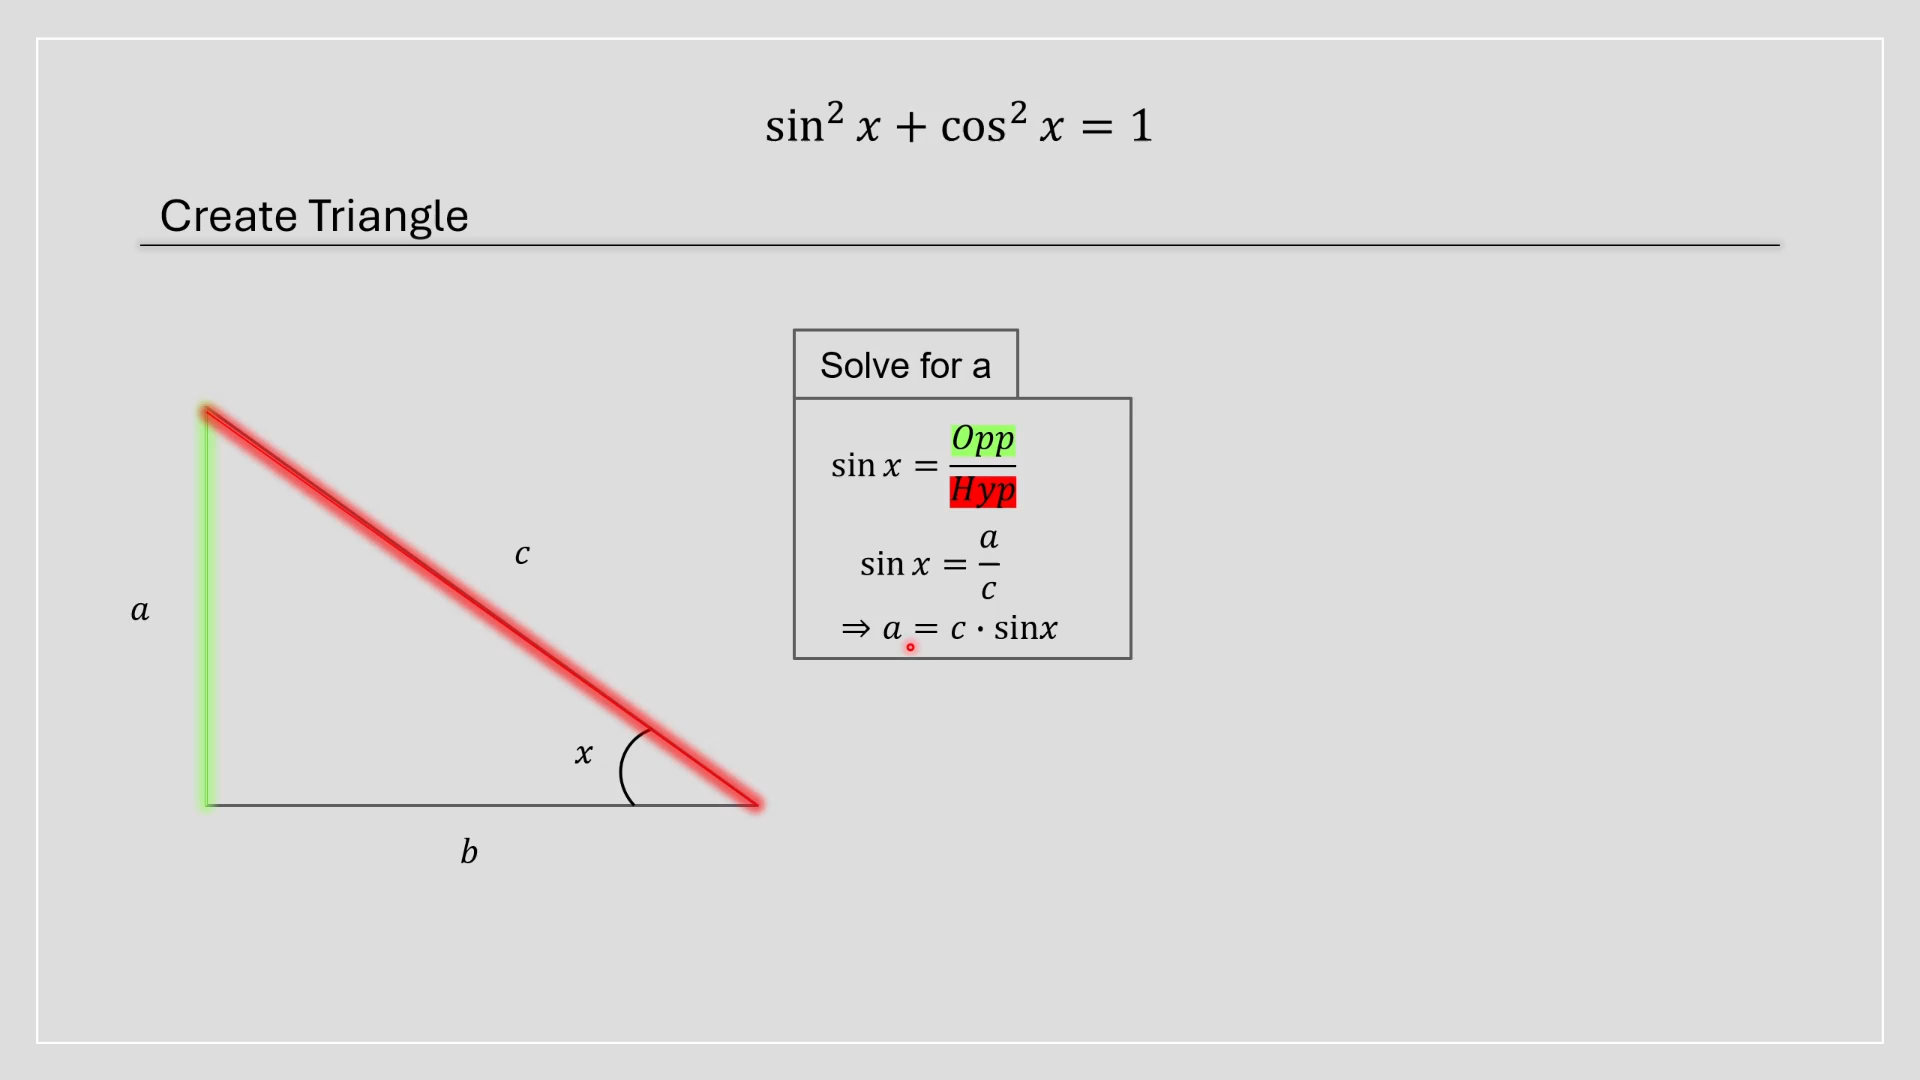 sin² x + cos² x = 1
Create Triangle
Solve for a
sin x = Opp/Hyp
sin x = a/c
⇒ a = c · sinx
c
a
x
b